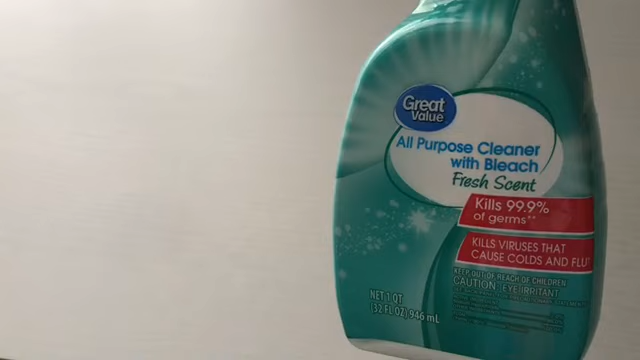 Great
Value
All Purpose Cleaner
with Bleach
Fresh Scent
Kills 99.9%
of germs**
KILLS VIRUSES THAT
CAUSE COLDS AND FLU*
KEEP OUT OF REACH OF CHILDREN
CAUTION EYE IRRITANT
NET 1 QT
(32 FL OZ) 946 mL